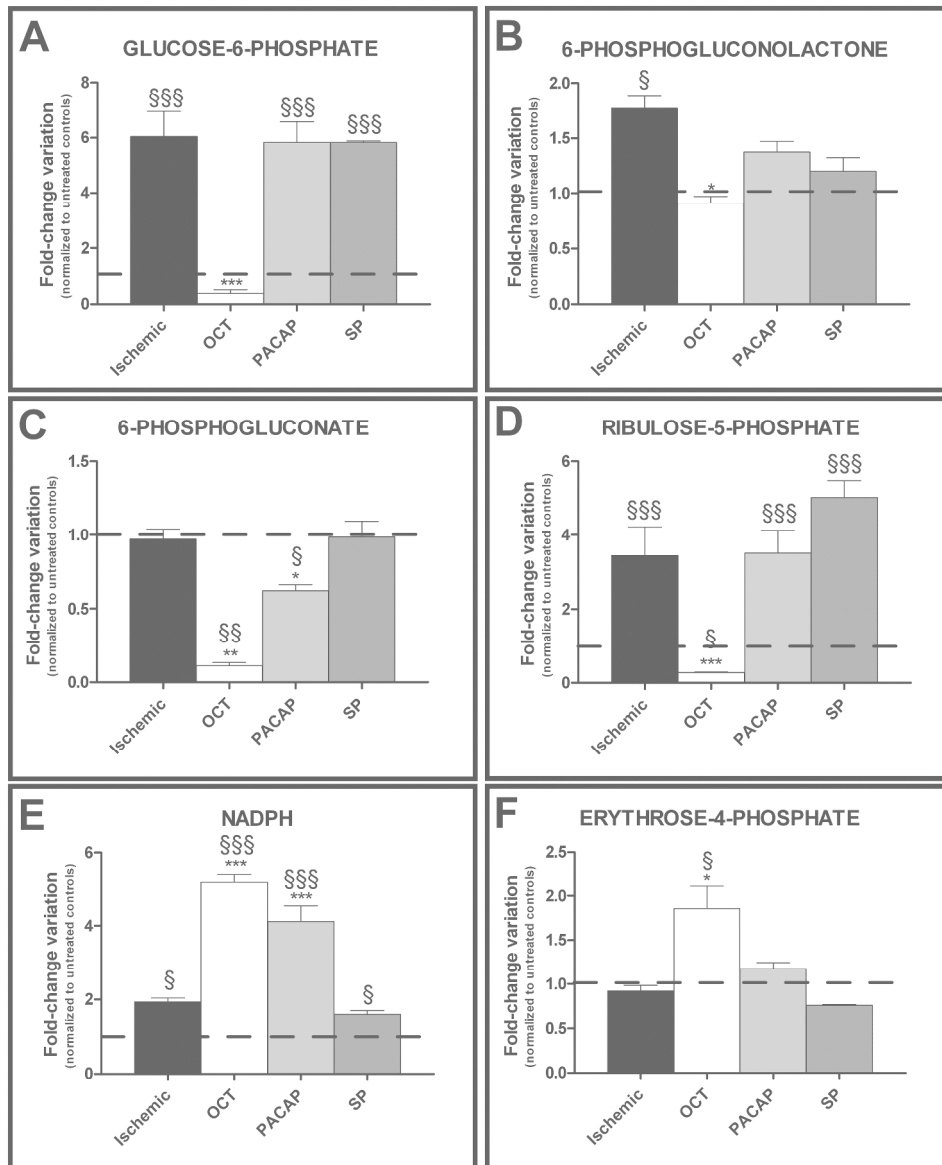 A
GLUCOSE-6-PHOSPHATE
Fold-change variation
(normalized to untreated controls)
8
6
4
2
1
0
§§§
***
§§§
§§§
Ischemic
OCT
PACAP
SP
B
6-PHOSPHOGLUCONOLACTONE
Fold-change variation
(normalized to untreated controls)
2.0
1.5
1.0
0.5
0.0
§
*
Ischemic
OCT
PACAP
SP
C
6-PHOSPHOGLUCONATE
Fold-change variation
(normalized to untreated controls)
1.5
1.0
0.5
0.0
§§
**
§
*
Ischemic
OCT
PACAP
SP
D
RIBULOSE-5-PHOSPHATE
Fold-change variation
(normalized to untreated controls)
6
4
2
1
0
§§§
§
***
§§§
§§§
Ischemic
OCT
PACAP
SP
E
NADPH
Fold-change variation
(normalized to untreated controls)
6
4
2
1
0
§
§§§
***
§§§
***
§
Ischemic
OCT
PACAP
SP
F
ERYTHROSE-4-PHOSPHATE
Fold-change variation
(normalized to untreated controls)
2.5
2.0
1.5
1.0
0.5
0.0
§
*
Ischemic
OCT
PACAP
SP